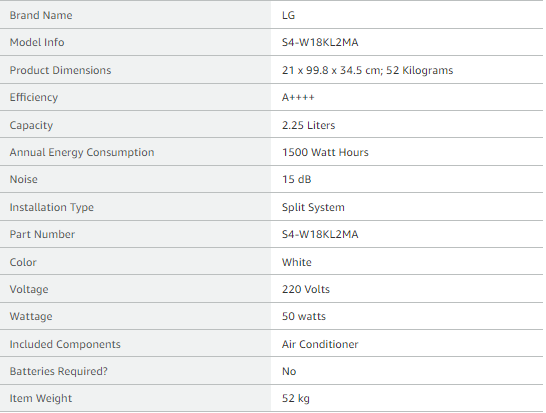 Brand Name LG
Model Info S4-W18KL2MA
Product Dimensions 21 x 99.8 x 34.5 cm; 52 Kilograms
Efficiency A++++
Capacity 2.25 Liters
Annual Energy Consumption 1500 Watt Hours
Noise 15 dB
Installation Type Split System
Part Number S4-W18KL2MA
Color White
Voltage 220 Volts
Wattage 50 watts
Included Components Air Conditioner
Batteries Required? No
Item Weight 52 kg